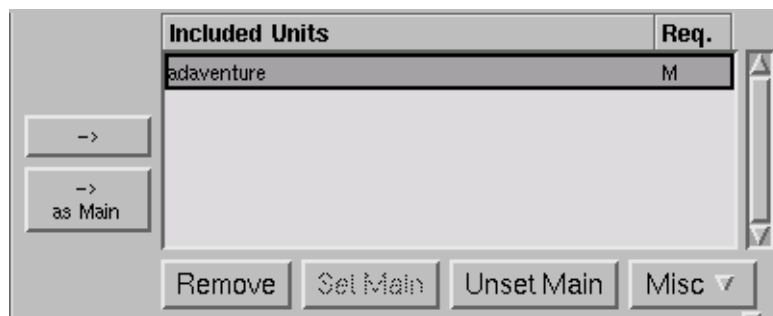 Included Units Req.
adaventure M
->
->
as Main
Remove Set Main Unset Main Misc